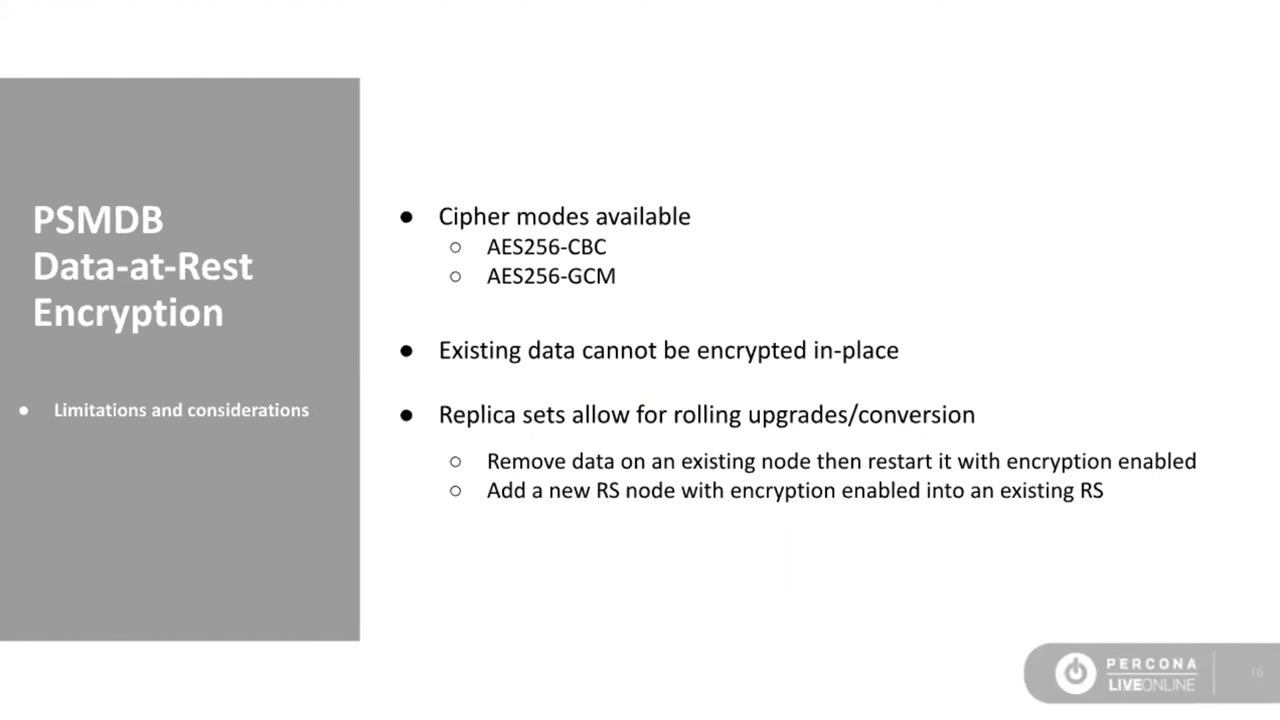 PSMDB
Data-at-Rest
Encryption
● Limitations and considerations
● Cipher modes available
○ AES256-CBC
○ AES256-GCM
● Existing data cannot be encrypted in-place
● Replica sets allow for rolling upgrades/conversion
○ Remove data on an existing node then restart it with encryption enabled
○ Add a new RS node with encryption enabled into an existing RS
PERCONA
LIVEONLINE
16